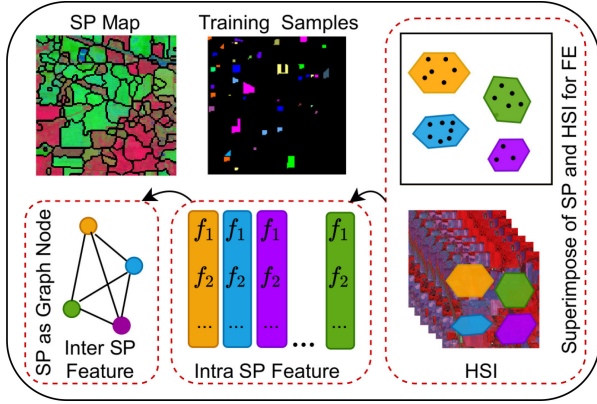 SP Map
Training Samples
Superimpose of SP and HSI for FE
SP as Graph Node
f1 f1 f1 f1
f2 f2 f2 f2
... ... ... ...
...
Inter SP
Feature
Intra SP Feature
HSI